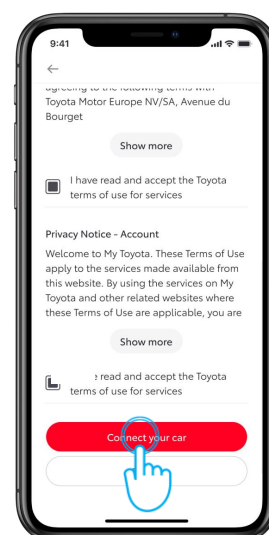 9:41
agreeing to the following terms with
Toyota Motor Europe NV/SA, Avenue du
Bourget
Show more
I have read and accept the Toyota
terms of use for services
Privacy Notice - Account
Welcome to My Toyota. These Terms of Use
apply to the services made available from
this website. By using the services on My
Toyota and other related websites where
these Terms of Use are applicable, you are
Show more
read and accept the Toyota
terms of use for services
Connect your car